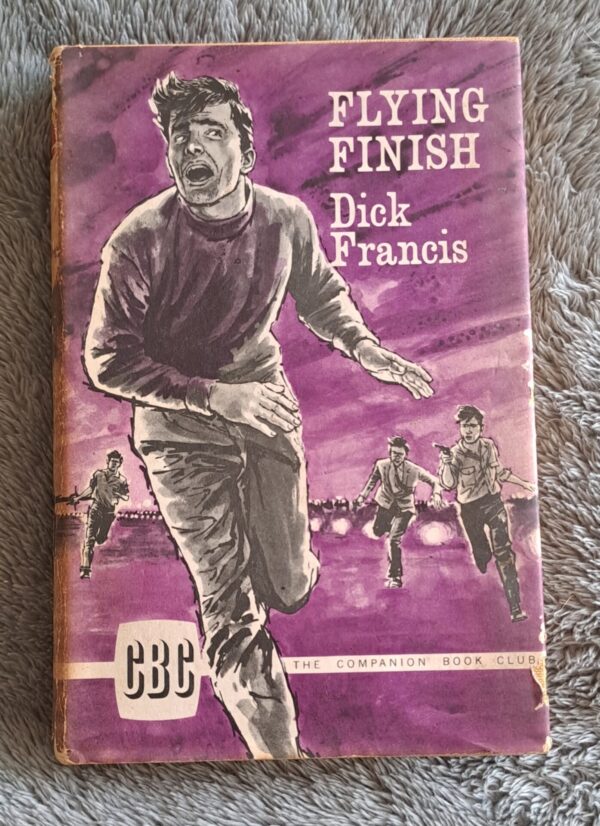 FLYING
FINISH
Dick
Francis
CBC
THE COMPANION BOOK CLUB